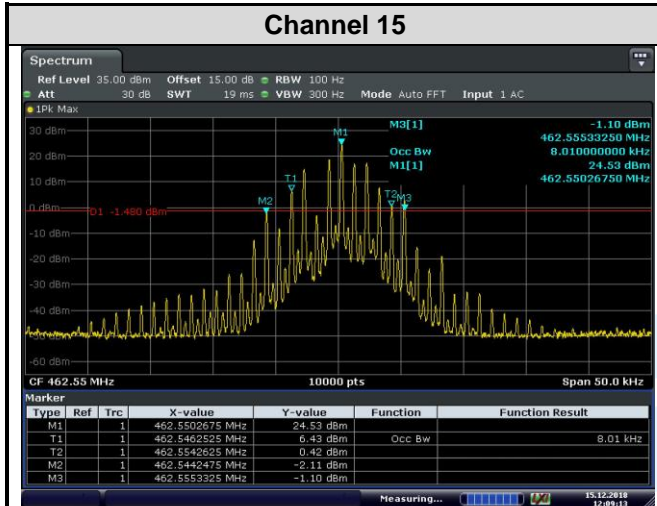 Channel 15
Spectrum
Ref Level 35.00 dBm Offset 15.00 dB RBW 100 Hz
Att 30 dB SWT 19 ms VBW 300 Hz Mode Auto FFT Input 1 AC
1Pk Max
M3[1] -1.10 dBm
462.55533250 MHz
Occ Bw 8.010000000 kHz
M1[1] 24.53 dBm
462.55026750 MHz
30 dBm
20 dBm
10 dBm
0 dBm
-10 dBm
-20 dBm
-30 dBm
-40 dBm
-60 dBm
M1
T1
M2
T2
M3
D1 -1.480 dBm
CF 462.55 MHz 10000 pts Span 50.0 kHz
Marker
Type Ref Trc X-value Y-value Function Function Result
M1 1 462.5502675 MHz 24.53 dBm
T1 1 462.5462525 MHz 6.43 dBm Occ Bw 8.01 kHz
T2 1 462.5542625 MHz 0.42 dBm
M2 1 462.5442475 MHz -2.11 dBm
M3 1 462.5553325 MHz -1.10 dBm
Measuring... 15.12.2018
12:09:13